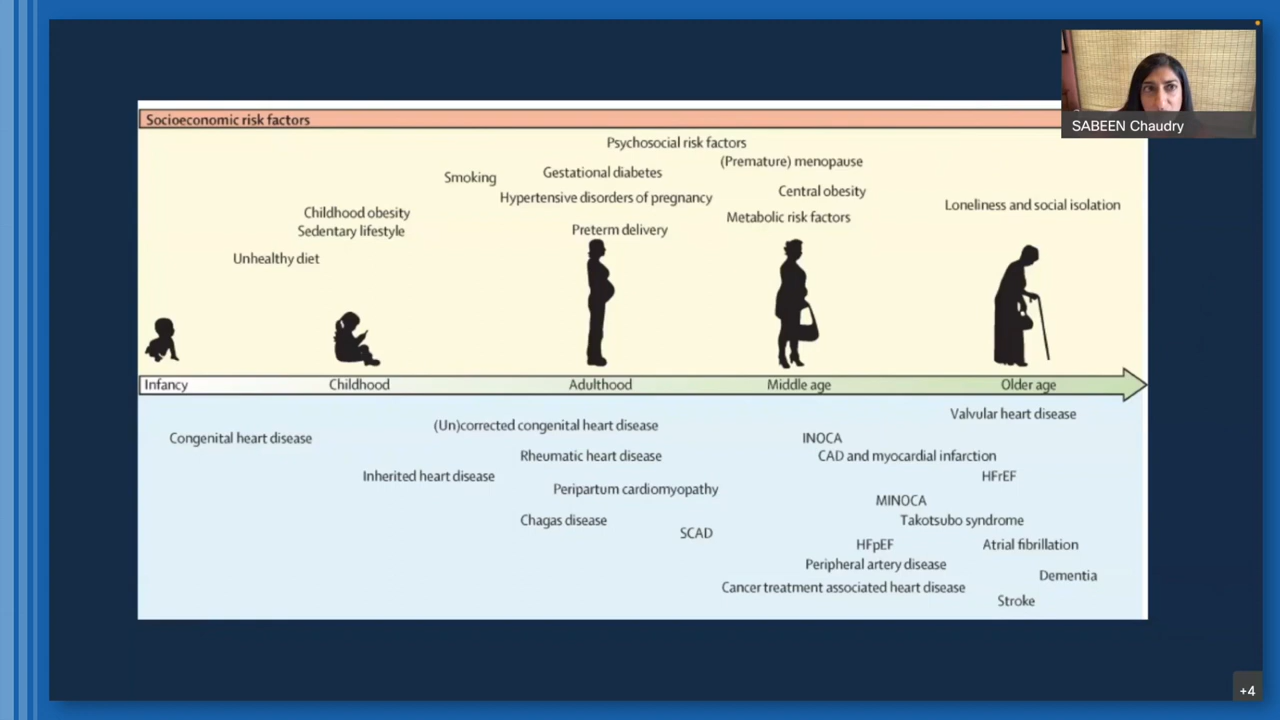 Socioeconomic risk factors
SABEEN Chaudry
Psychosocial risk factors
(Premature) menopause
Smoking
Gestational diabetes
Central obesity
Hypertensive disorders of pregnancy
Loneliness and social isolation
Childhood obesity
Metabolic risk factors
Sedentary lifestyle
Preterm delivery
Unhealthy diet
Infancy
Childhood
Adulthood
Middle age
Older age
Valvular heart disease
(Un)corrected congenital heart disease
Congenital heart disease
INOCA
Rheumatic heart disease
CAD and myocardial infarction
Inherited heart disease
HFrEF
Peripartum cardiomyopathy
MINOCA
Chagas disease
Takotsubo syndrome
SCAD
HFpEF
Atrial fibrillation
Peripheral artery disease
Dementia
Cancer treatment associated heart disease
Stroke
+4